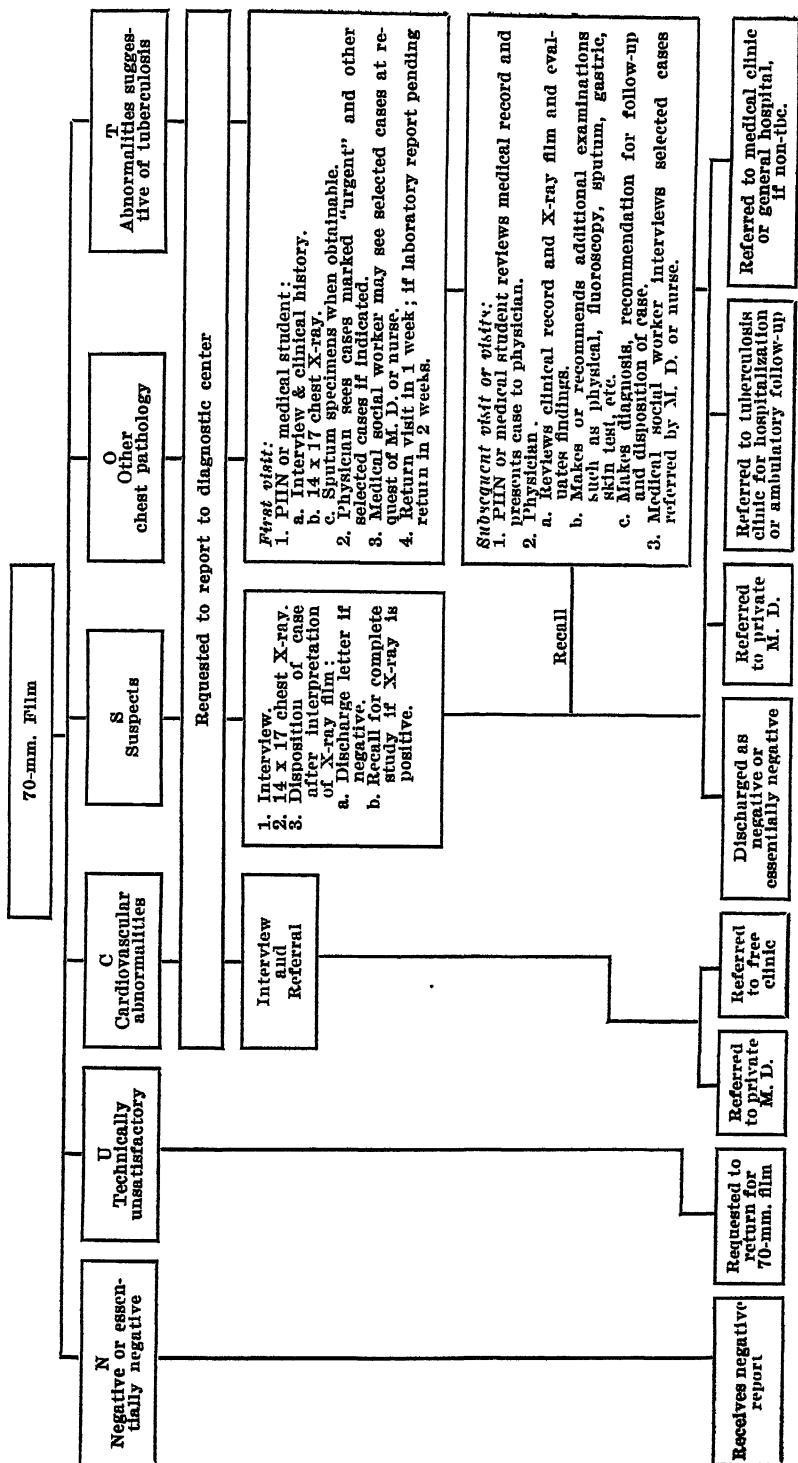 70-mm. Film
N
Negative or essen-
tially negative
U
Technically
unsatisfactory
C
Cardiovascular
abnormalities
S
Suspects
O
Other
chest pathology
T
Abnormalities sugges-
tive of tuberculosis
Requested to report to diagnostic center
Interview
and
Referral
1. Interview.
2. 14 x 17 chest X-ray.
3. Disposition of case
after interpretation
of X-ray film:
a. Discharge letter if
negative.
b. Recall for complete
study if X-ray is
positive.
First visit:
1. PHN or medical student:
a. Interview & clinical history.
b. 14 x 17 chest X-ray.
c. Sputum specimens when obtainable.
2. Physician sees cases marked "urgent" and other
selected cases if indicated.
3. Medical social worker may see selected cases at re-
quest of M. D. or nurse.
4. Return visit in 1 week; if laboratory report pending
return in 2 weeks.
Recall
Subsequent visit or visits:
1. PHN or medical student reviews medical record and
presents case to physician.
2. Physician.
a. Reviews clinical record and X-ray film and eval-
uates findings.
b. Makes or recommends additional examinations
such as physical, fluoroscopy, sputum, gastric,
skin test, etc.
c. Makes diagnosis, recommendation for follow-up
and disposition of case.
3. Medical social worker interviews selected cases
referred by M. D. or nurse.
Receives negative
report
Requested to
return for
70-mm. film
Referred
to private
M. D.
Referred
to free
clinic
Discharged as
negative or
essentially negative
Referred
to private
M. D.
Referred to tuberculosis
clinic for hospitalization
or ambulatory follow-up
Referred to medical clinic
or general hospital,
if non-tbc.